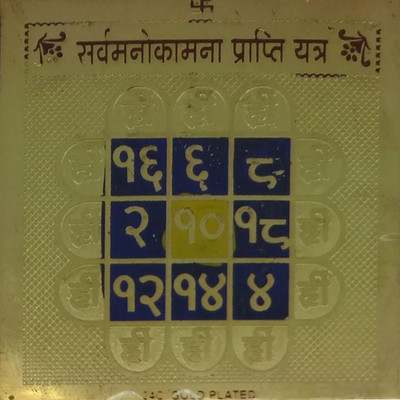 सर्वमनोकामना प्राप्ति यत्र
ह्रीं ह्रीं ह्रीं
ह्रीं १६ ६ ८ ह्रीं
ह्रीं २ १० १८ ह्रीं
ह्रीं १२ १४ ४ ह्रीं
ह्रीं ह्रीं ह्रीं
GOLD PLATED